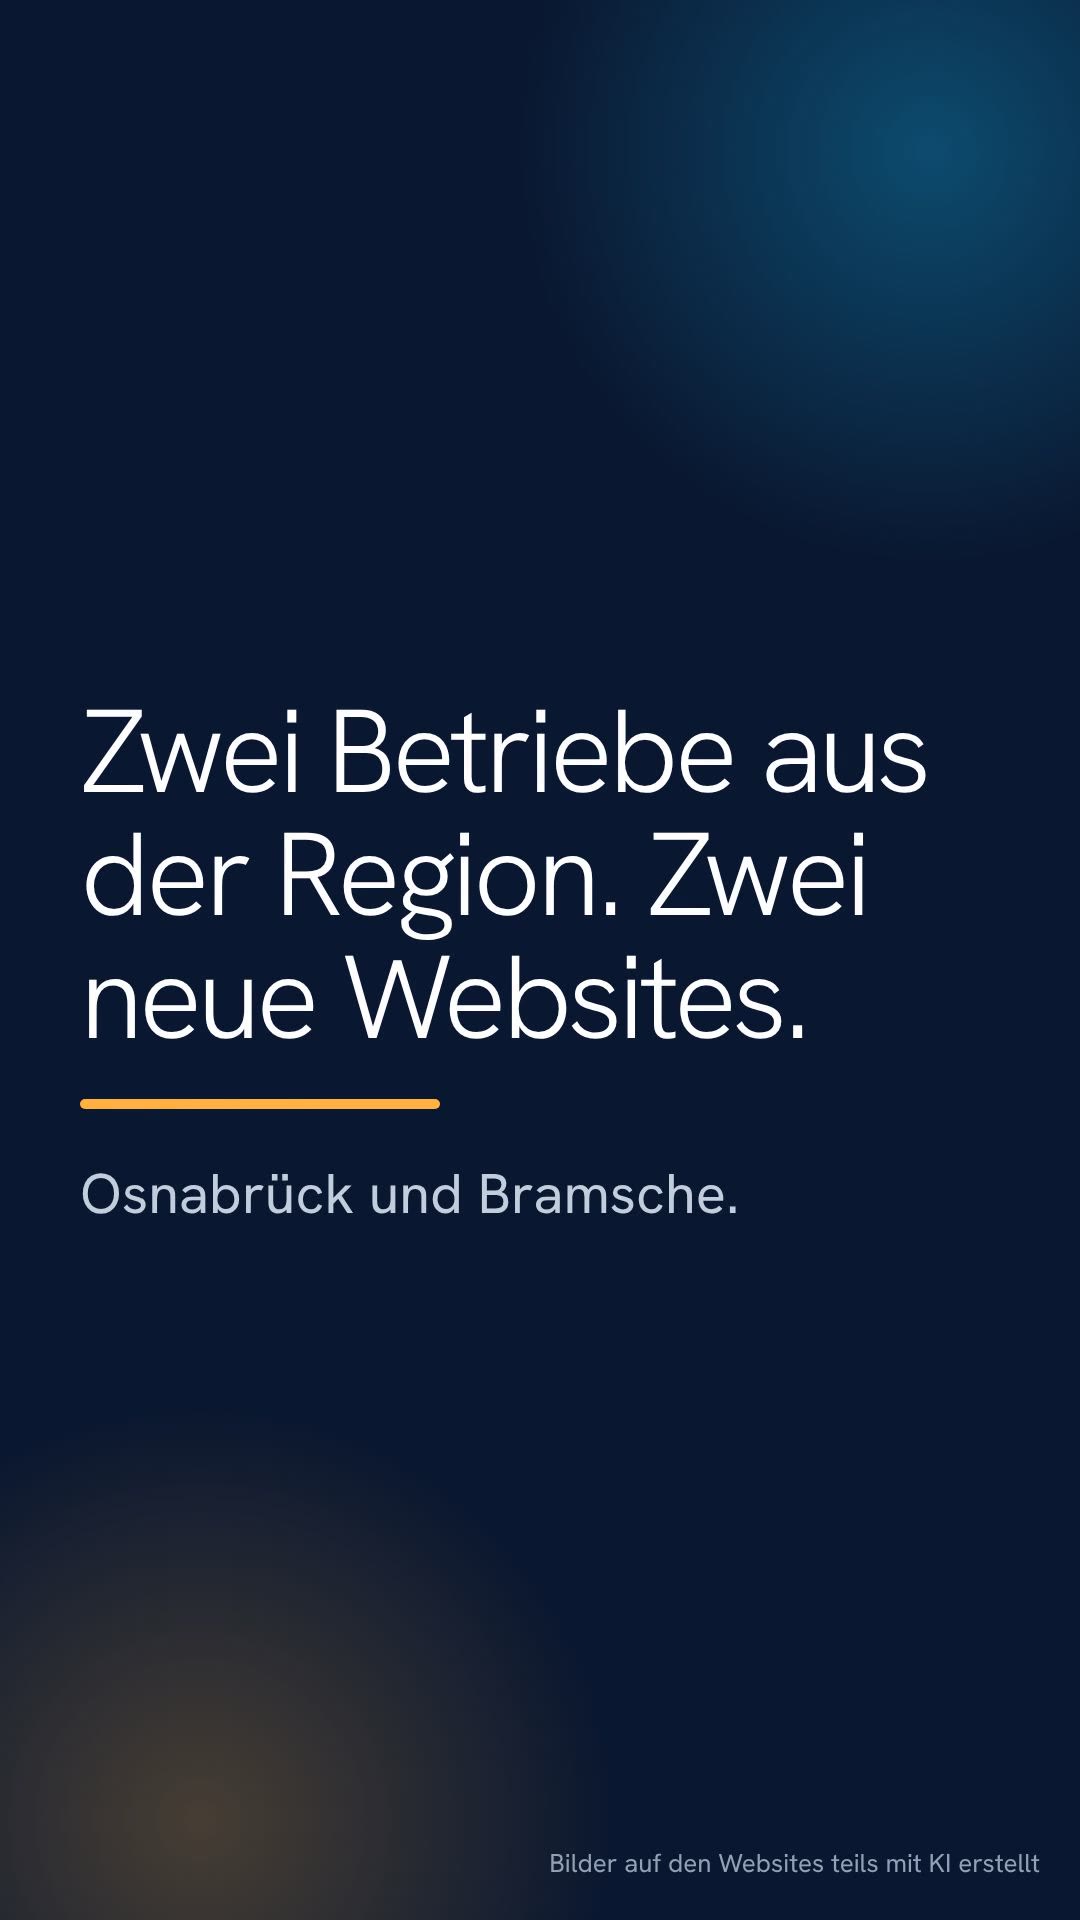 Zwei Betriebe aus
der Region. Zwei
neue Websites.
Osnabrück und Bramsche.
Bilder auf den Websites teils mit KI erstellt